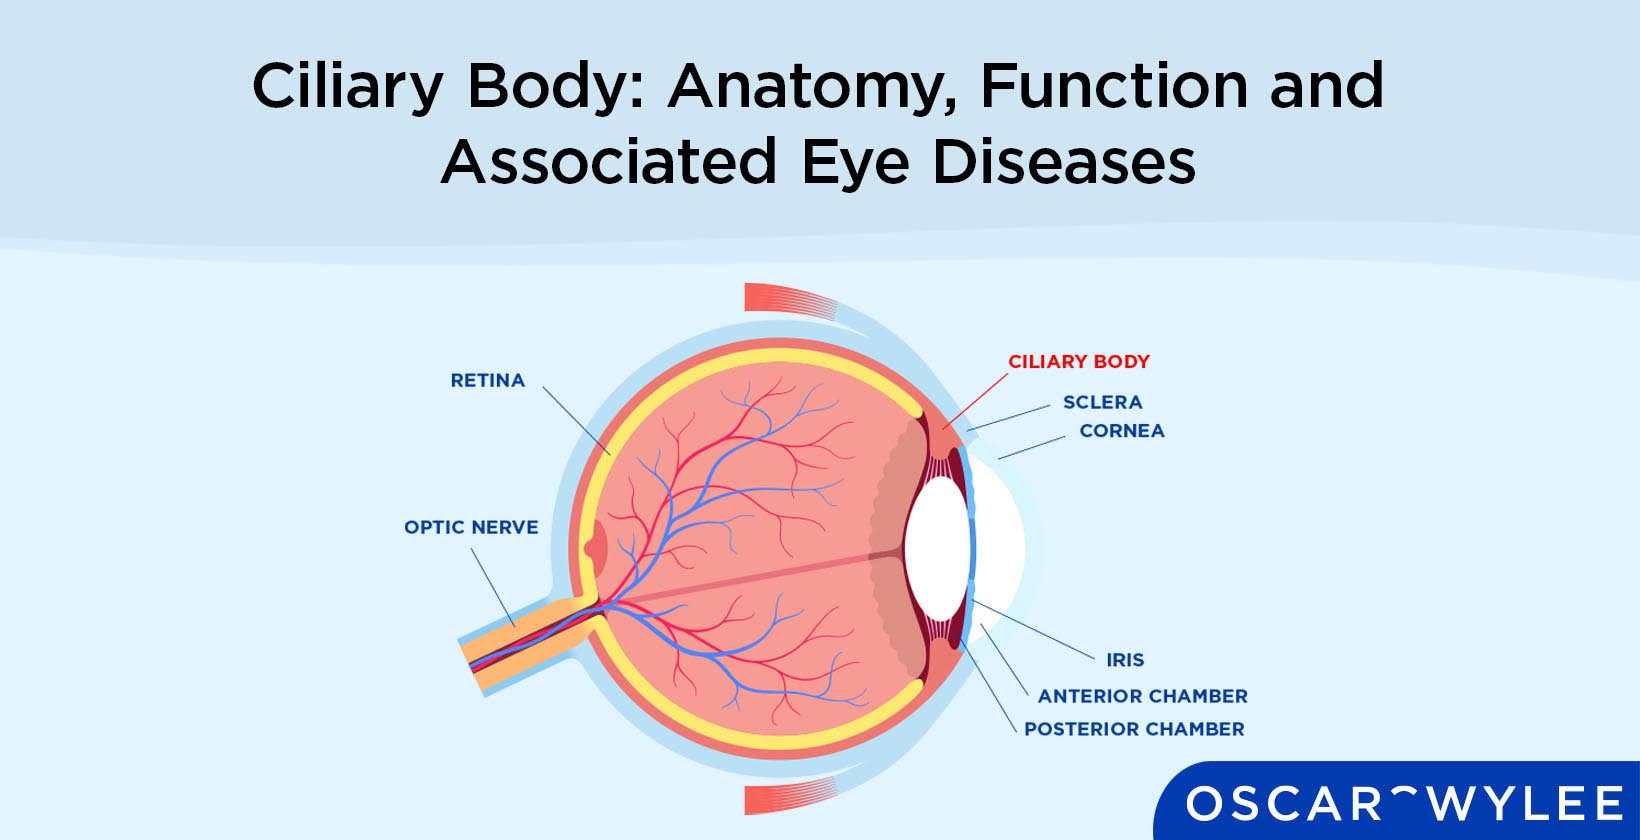 Ciliary Body: Anatomy, Function and
Associated Eye Diseases
CILIARY BODY
RETINA
SCLERA
CORNEA
OPTIC NERVE
IRIS
ANTERIOR CHAMBER
POSTERIOR CHAMBER
OSCAR WYLEE